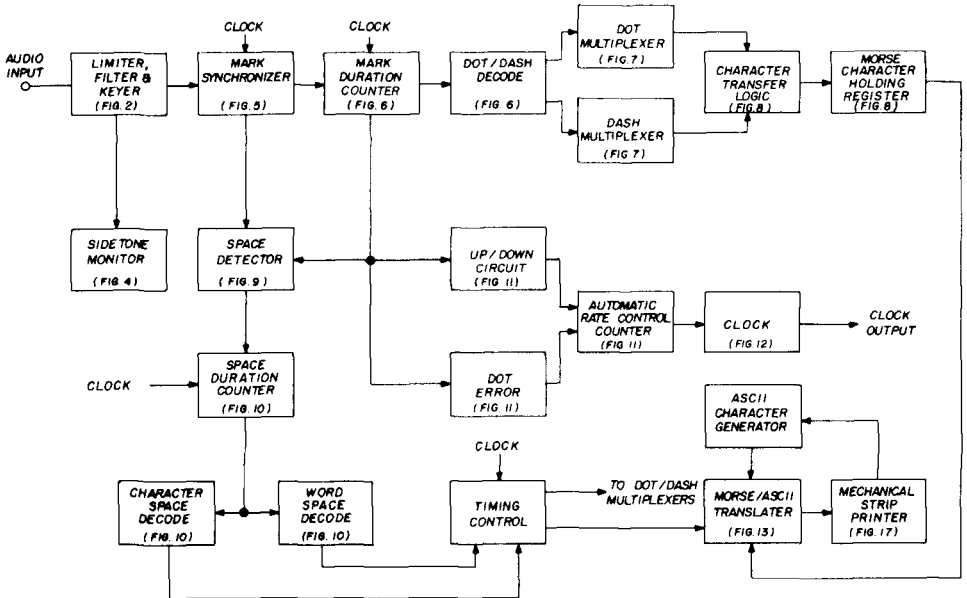 CLOCK
CLOCK
AUDIO
INPUT
LIMITER,
FILTER &
KEYER
(FIG. 2)
MARK
SYNCHRONIZER
(FIG. 5)
MARK
DURATION
COUNTER
(FIG. 6)
DOT/DASH
DECODE
(FIG. 6)
DOT
MULTIPLEXER
(FIG. 7)
DASH
MULTIPLEXER
(FIG 7)
CHARACTER
TRANSFER
LOGIC
(FIG. 8)
MORSE
CHARACTER
HOLDING
REGISTER
(FIG. 8)
SIDETONE
MONITOR
(FIG. 4)
SPACE
DETECTOR
(FIG. 9)
UP/DOWN
CIRCUIT
(FIG. 11)
AUTOMATIC
RATE CONTROL
COUNTER
(FIG. 11)
CLOCK
(FIG. 12)
CLOCK
OUTPUT
CLOCK
SPACE
DURATION
COUNTER
(FIG. 10)
DOT
ERROR
(FIG. 11)
ASCII
CHARACTER
GENERATOR
CLOCK
CHARACTER
SPACE
DECODE
(FIG. 10)
WORD
SPACE
DECODE
(FIG. 10)
TIMING
CONTROL
TO DOT/DASH
MULTIPLEXERS
MORSE/ASCII
TRANSLATER
(FIG. 13)
MECHANICAL
STRIP
PRINTER
(FIG. 17)